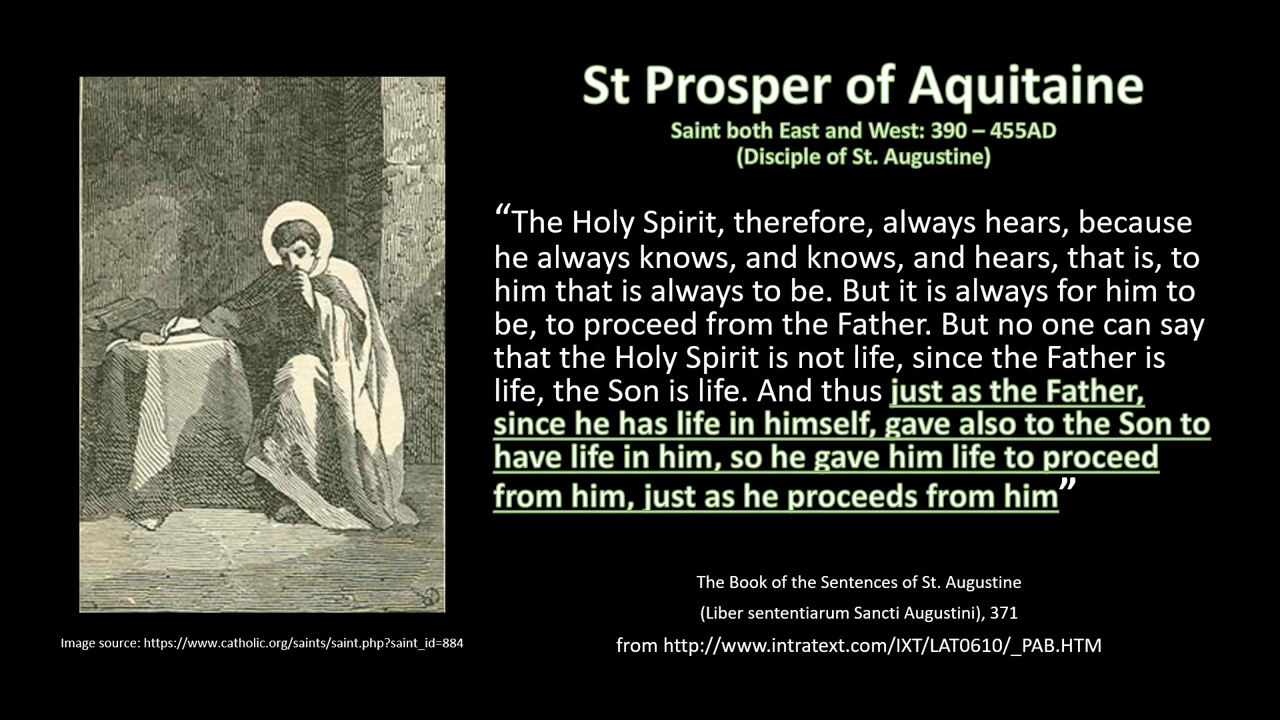 St Prosper of Aquitaine
Saint both East and West: 390 – 455AD
(Disciple of St. Augustine)
“The Holy Spirit, therefore, always hears, because
he always knows, and knows, and hears, that is, to
him that is always to be. But it is always for him to
be, to proceed from the Father. But no one can say
that the Holy Spirit is not life, since the Father is
life, the Son is life. And thus just as the Father,
since he has life in himself, gave also to the Son to
have life in him, so he gave him life to proceed
from him, just as he proceeds from him”
The Book of the Sentences of St. Augustine
(Liber sententiarum Sancti Augustini), 371
from http://www.intratext.com/IXT/LAT0610/_PAB.HTM
Image source: https://www.catholic.org/saints/saint.php?saint_id=884